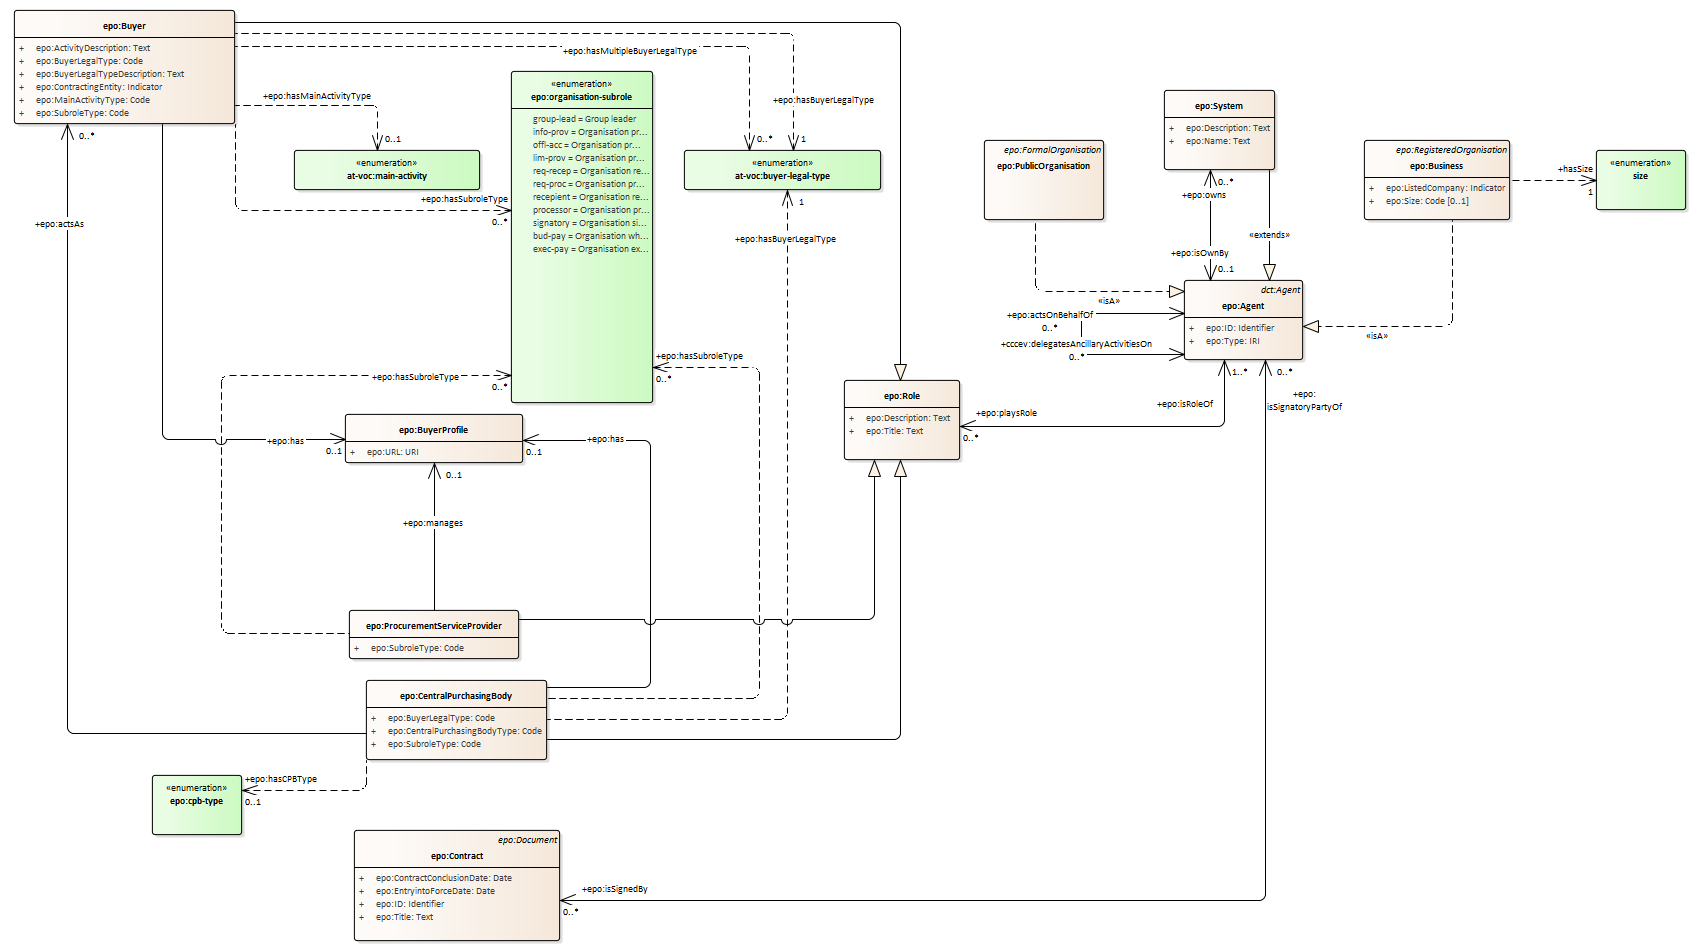 epo:Buyer
+ epo:ActivityDescription: Text
+ epo:BuyerLegalType: Code
+ epo:BuyerLegalTypeDescription: Text
+ epo:ContractingEntity: Indicator
+ epo:MainActivityType: Code
+ epo:SubroleType: Code
0..*
+epo:actsAs
+epo:hasMainActivityType
0..1
«enumeration»
at-voc:main-activity
+epo:hasSubroleType
0..*
+epo:hasMultipleBuyerLegalType
0..*
+epo:hasBuyerLegalType
1
«enumeration»
epo:organisation-subrole
group-lead = Group leader
info-prov = Organisation pr...
offi-acc = Organisation pr...
lim-prov = Organisation pr...
req-recep = Organisation re...
req-proc = Organisation pr...
recepient = Organisation re...
processor = Organisation pr...
signatory = Organisation si...
bud-pay = Organisation wh...
exec-pay = Organisation ex...
«enumeration»
at-voc:buyer-legal-type
1
+epo:hasBuyerLegalType
epo:System
+ epo:Description: Text
+ epo:Name: Text
0..*
+epo:owns
+epo:isOwnBy
0..1
«extends»
epo:FormalOrganisation
epo:PublicOrganisation
«isA»
epo:RegisteredOrganisation
epo:Business
+ epo:ListedCompany: Indicator
+ epo:Size: Code [0..1]
+hasSize
1
«enumeration»
size
«isA»
dct:Agent
epo:Agent
+ epo:ID: Identifier
+ epo:Type: IRI
+epo:actsOnBehalfOf
0..*
+cccev:delegatesAncillaryActivitiesOn
0..*
1..*
+epo:isRoleOf
0..*
+epo:
isSignatoryPartyOf
epo:Role
+ epo:Description: Text
+ epo:Title: Text
+epo:playsRole
0..*
+epo:hasSubroleType
0..*
+epo:hasSubroleType
0..*
epo:BuyerProfile
+ epo:URL: URI
+epo:has
0..1
+epo:has
0..1
0..1
+epo:manages
epo:ProcurementServiceProvider
+ epo:SubroleType: Code
epo:CentralPurchasingBody
+ epo:BuyerLegalType: Code
+ epo:CentralPurchasingBodyType: Code
+ epo:SubroleType: Code
+epo:hasCPBType
0..1
«enumeration»
epo:cpb-type
epo:Document
epo:Contract
+ epo:ContractConclusionDate: Date
+ epo:EntryintoForceDate: Date
+ epo:ID: Identifier
+ epo:Title: Text
+epo:isSignedBy
0..*